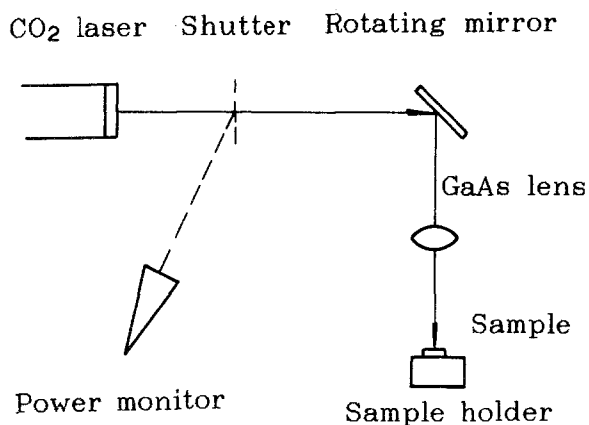 CO₂ laser Shutter Rotating mirror
GaAs lens
Sample
Power monitor
Sample holder